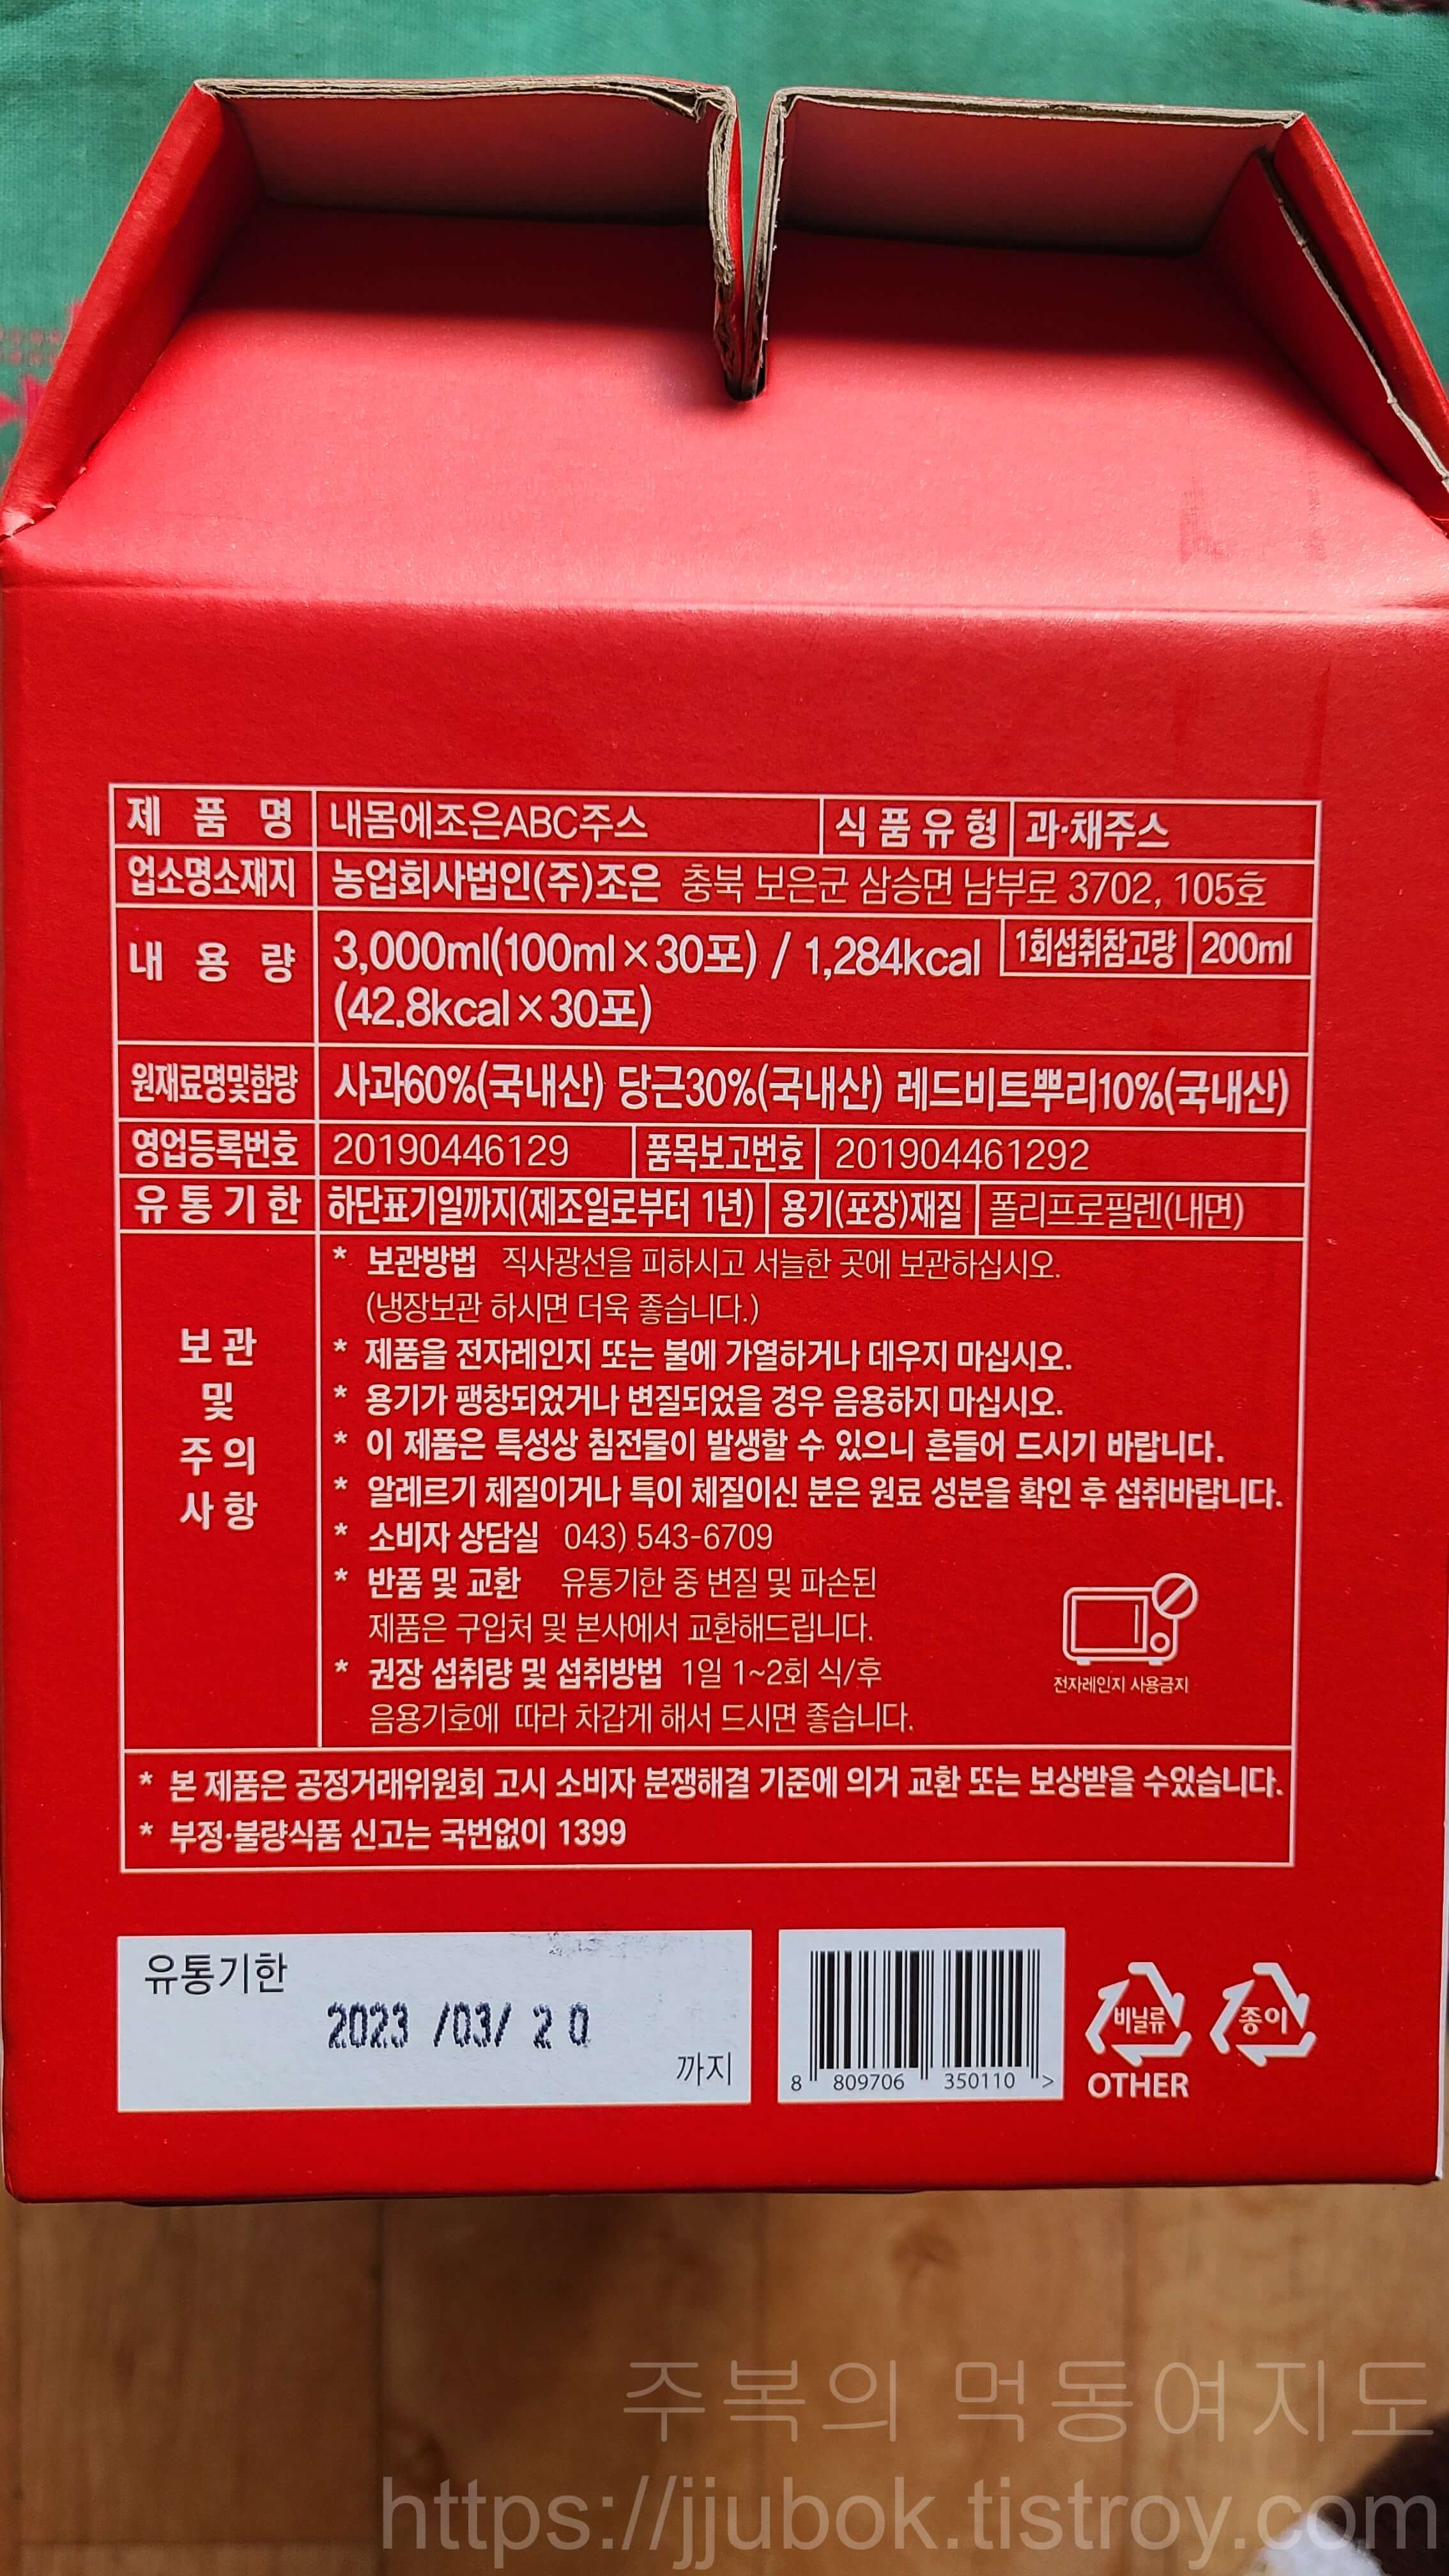 제 품 명 내몸에조은ABC주스 식 품 유 형 과·채주스
업소명소재지 농업회사법인(주)조은 충북 보은군 삼승면 남부로 3702, 105호
내 용 량 3,000ml(100ml×30포) / 1,284kcal 1회섭취참고량 200ml
(42.8kcal×30포)
원재료명및함량 사과60%(국내산) 당근30%(국내산) 레드비트뿌리10%(국내산)
영업등록번호 20190446129 품목보고번호 201904461292
유 통 기 한 하단표기일까지(제조일로부터 1년) 용기(포장)재질 폴리프로필렌(내면)
보 관
및
주 의
사 항
* 보관방법 직사광선을 피하시고 서늘한 곳에 보관하십시오.
(냉장보관 하시면 더욱 좋습니다.)
* 제품을 전자레인지 또는 불에 가열하거나 데우지 마십시오.
* 용기가 팽창되었거나 변질되었을 경우 음용하지 마십시오.
* 이 제품은 특성상 침전물이 발생할 수 있으니 흔들어 드시기 바랍니다.
* 알레르기 체질이거나 특이 체질이신 분은 원료 성분을 확인 후 섭취바랍니다.
* 소비자 상담실 043) 543-6709
* 반품 및 교환 유통기한 중 변질 및 파손된
제품은 구입처 및 본사에서 교환해드립니다.
* 권장 섭취량 및 섭취방법 1일 1~2회 식/후
음용기호에 따라 차갑게 해서 드시면 좋습니다.
전자레인지 사용금지
* 본 제품은 공정거래위원회 고시 소비자 분쟁해결 기준에 의거 교환 또는 보상받을 수있습니다.
* 부정·불량식품 신고는 국번없이 1399
유통기한
2023 /03/ 20
까지
8 809706 350110 >
비닐류
OTHER
종이
주복의 먹동여지도
https://jjubok.tistroy.com